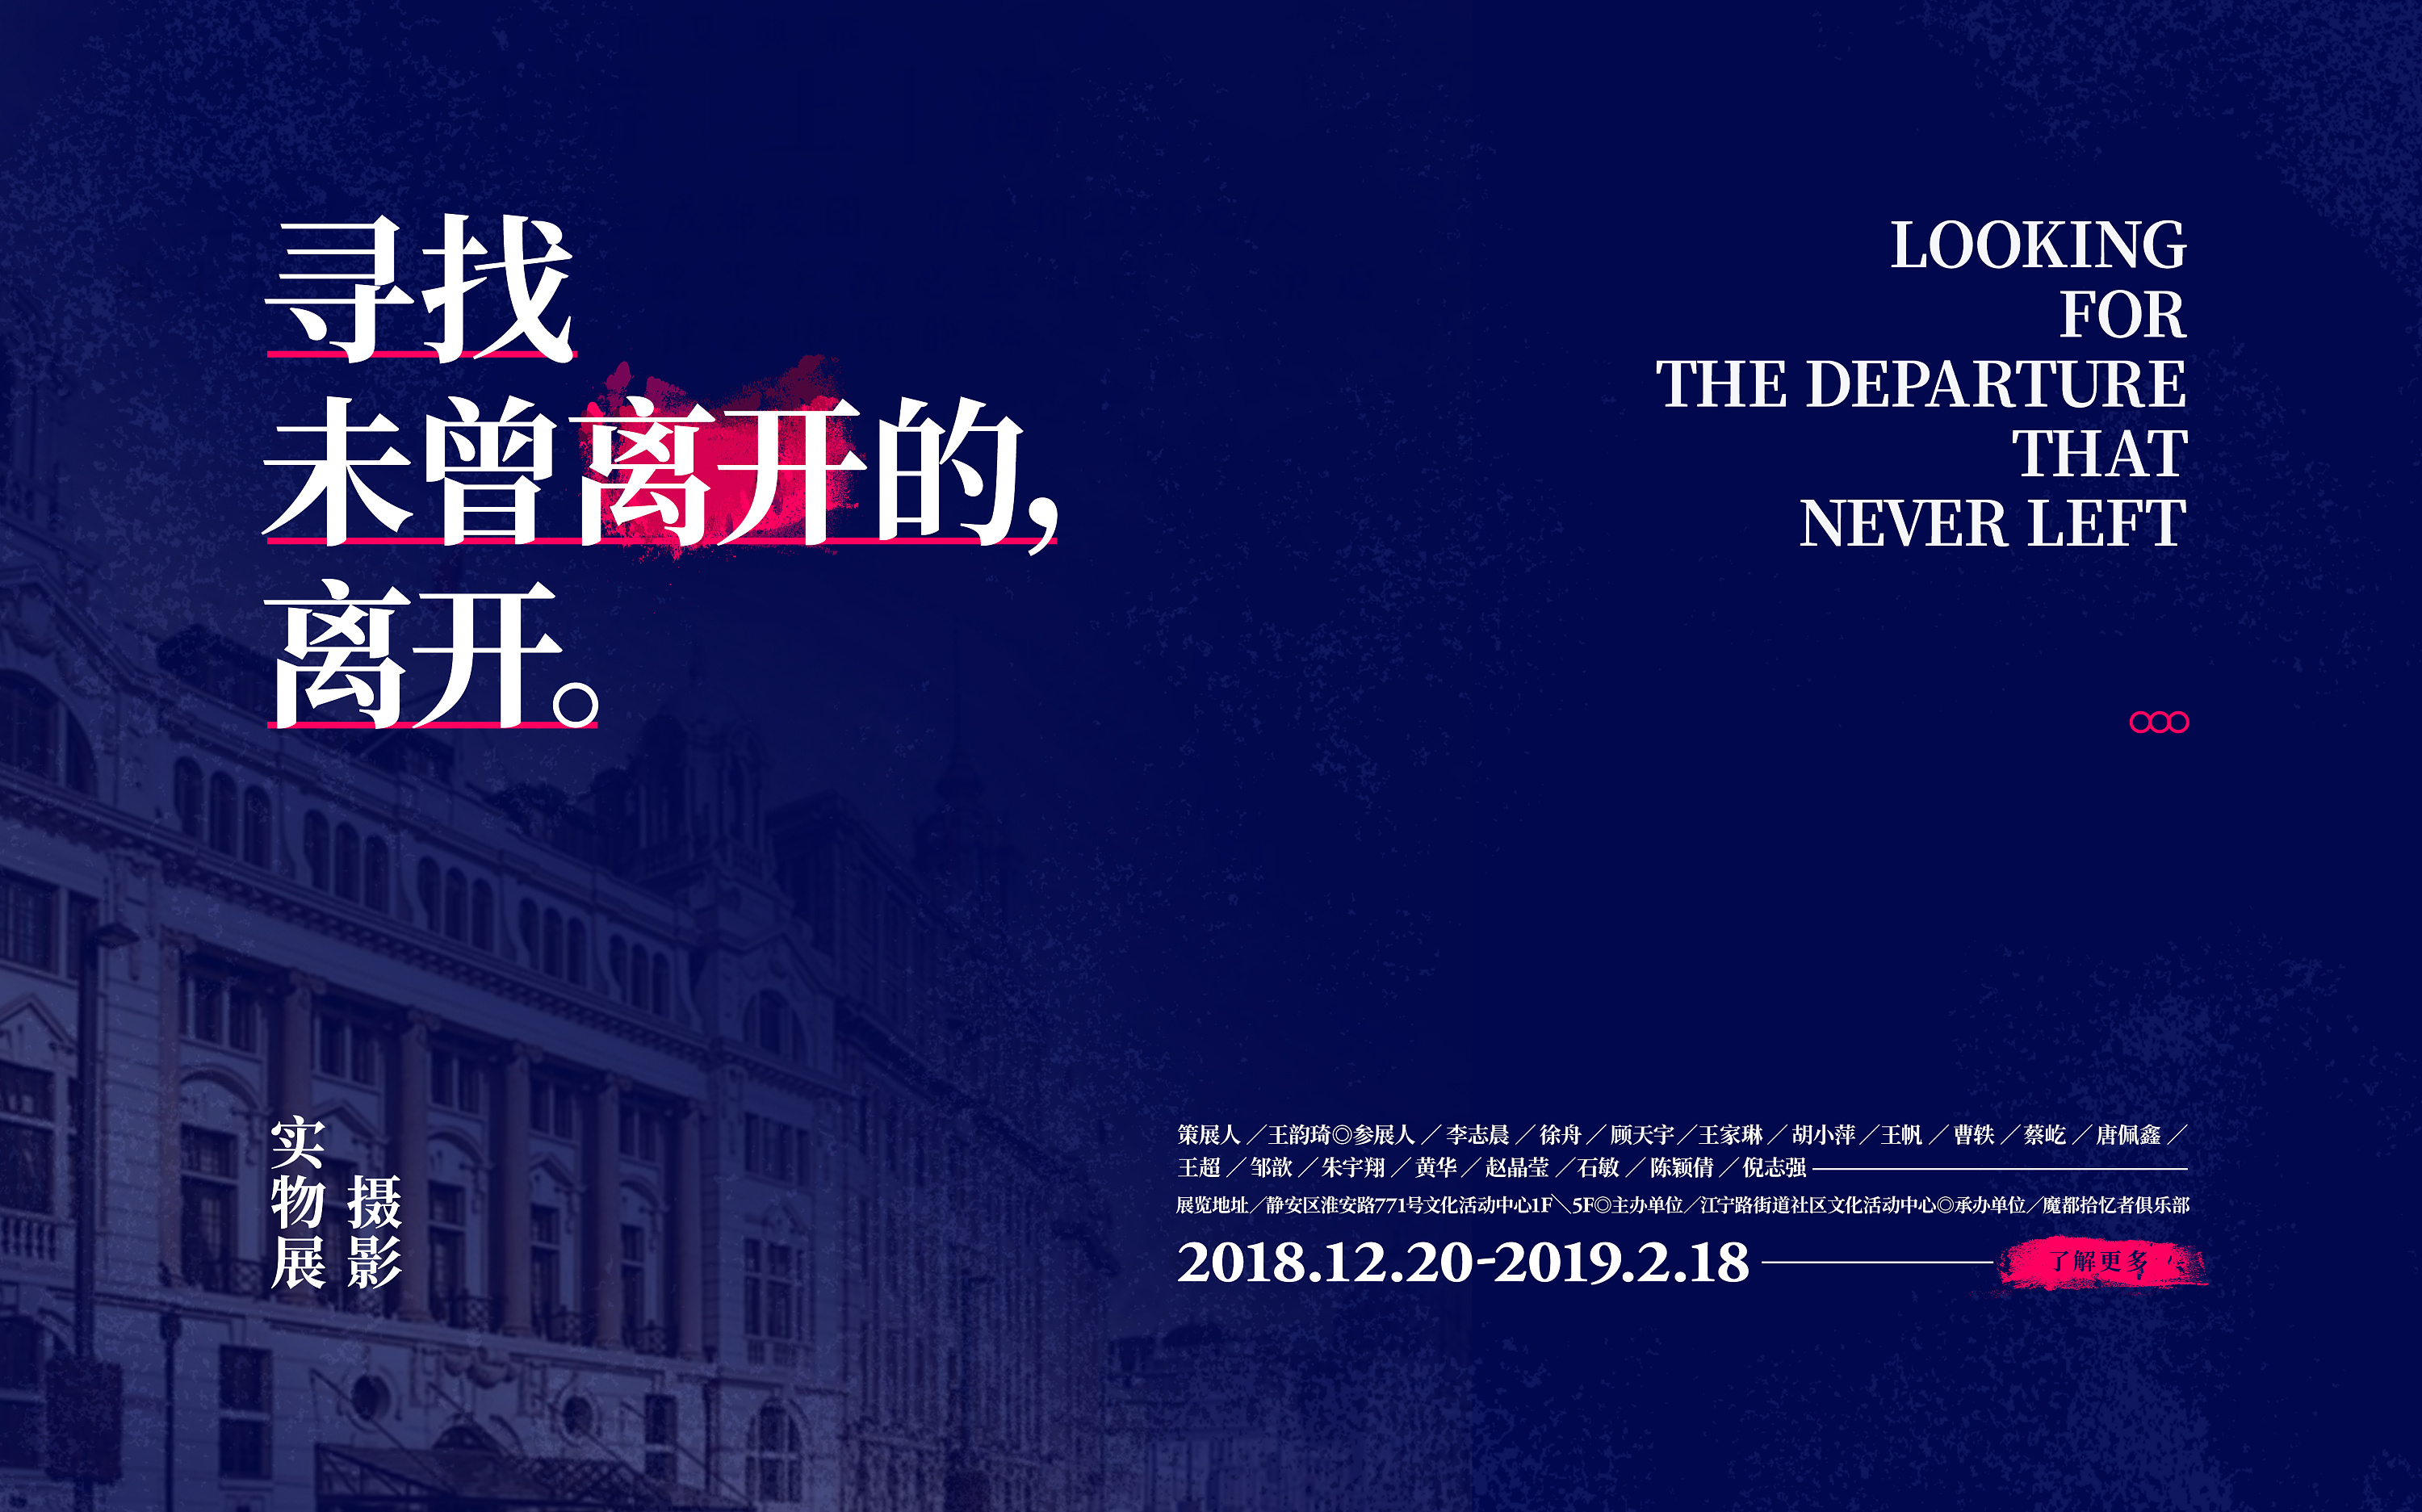 寻找
未曾离开的，
离开。
LOOKING
FOR
THE DEPARTURE
THAT
NEVER LEFT
实物展
摄影
策展人／王韵琦◎参展人／李志晨／徐舟／顾天宇／王家琳／胡小萍／王帆／曹轶／蔡屹／唐佩鑫／
王超／邹歆／朱宇翔／黄华／赵晶莹／石敏／陈颖倩／倪志强
展览地址／静安区淮安路771号文化活动中心1F＼5F◎主办单位／江宁路街道社区文化活动中心◎承办单位／魔都拾忆者俱乐部
2018.12.20-2019.2.18
了解更多